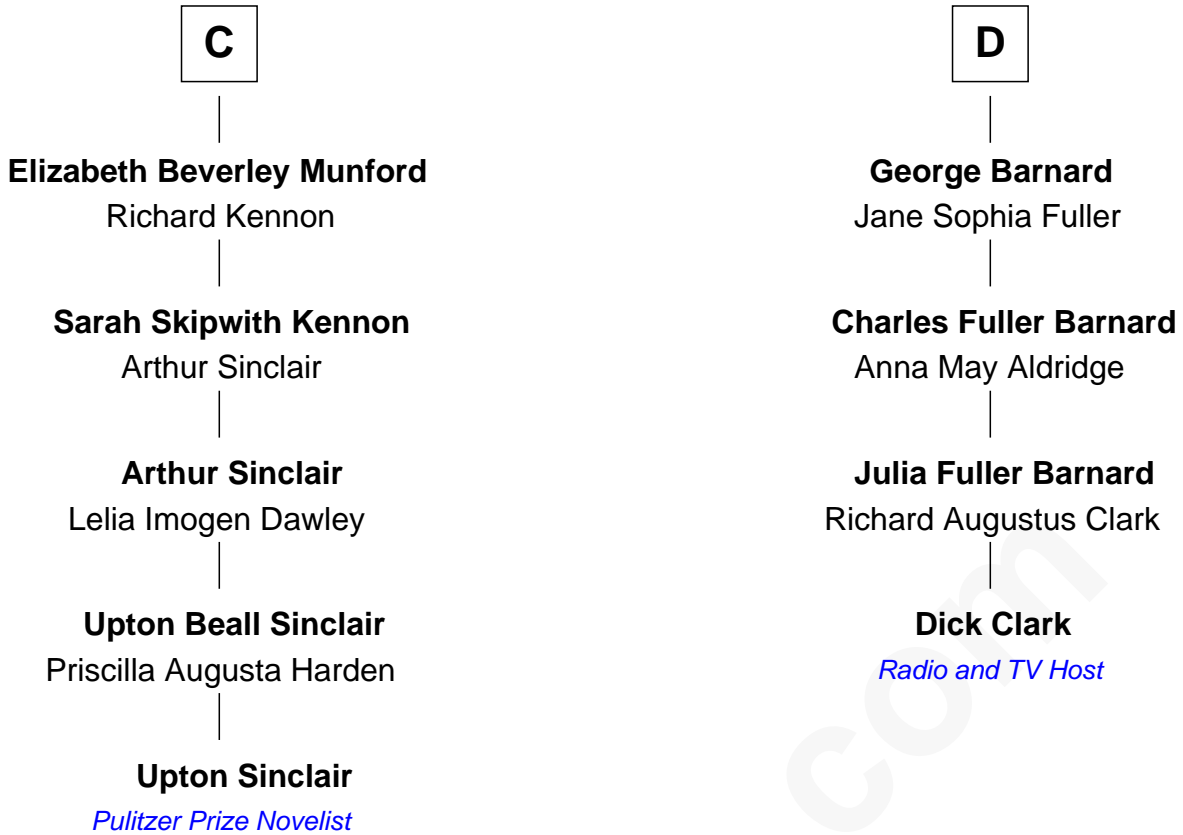 C
Elizabeth Beverley Munford
Richard Kennon
Sarah Skipwith Kennon
Arthur Sinclair
Arthur Sinclair
Lelia Imogen Dawley
Upton Beall Sinclair
Priscilla Augusta Harden
Upton Sinclair
Pulitzer Prize Novelist
D
George Barnard
Jane Sophia Fuller
Charles Fuller Barnard
Anna May Aldridge
Julia Fuller Barnard
Richard Augustus Clark
Dick Clark
Radio and TV Host
com